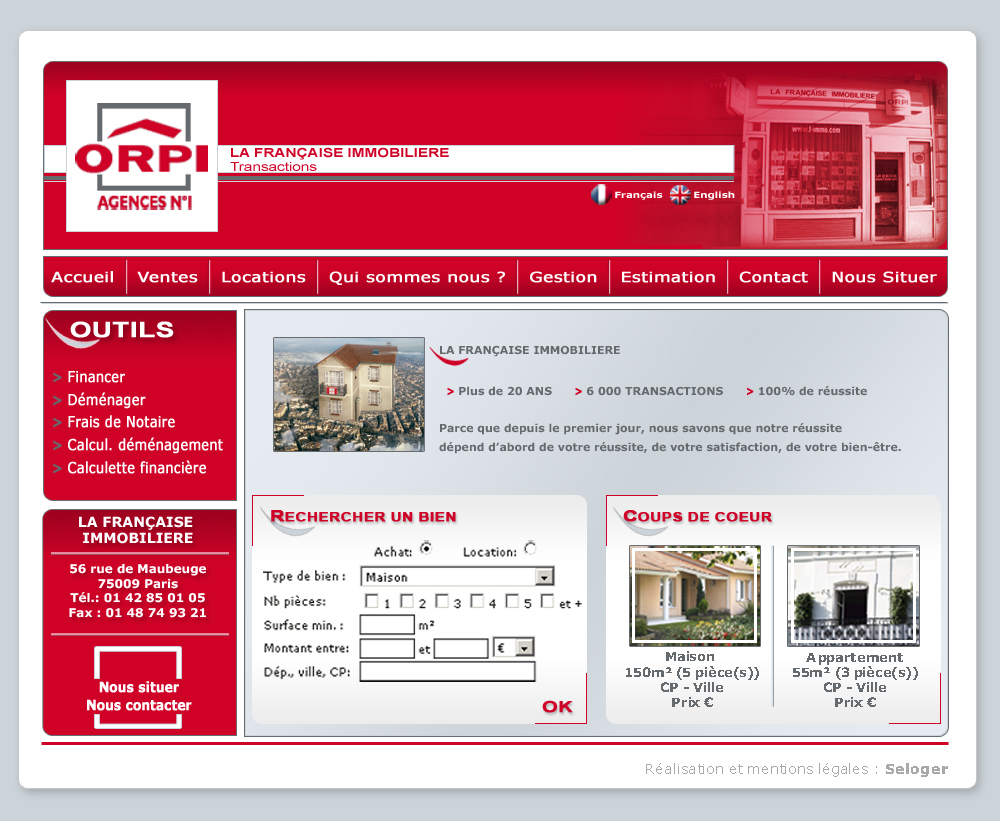 LA FRANÇAISE IMMOBILIERE
ORPI
www.f-immo.com
ORPI
AGENCES N°1
LA FRANÇAISE IMMOBILIERE
Transactions
Français English
Accueil Ventes Locations Qui sommes nous ? Gestion Estimation Contact Nous Situer
OUTILS
> Financer
> Déménager
> Frais de Notaire
> Calcul. déménagement
> Calculette financière
LA FRANÇAISE
IMMOBILIERE
56 rue de Maubeuge
75009 Paris
Tél.: 01 42 85 01 05
Fax : 01 48 74 93 21
Nous situer
Nous contacter
LA FRANÇAISE IMMOBILIERE
> Plus de 20 ANS > 6 000 TRANSACTIONS > 100% de réussite
Parce que depuis le premier jour, nous savons que notre réussite
dépend d'abord de votre réussite, de votre satisfaction, de votre bien-être.
RECHERCHER UN BIEN
Achat: Location:
Type de bien : Maison
Nb pièces: 1 2 3 4 5 et +
Surface min. : m²
Montant entre: et €
Dép., ville, CP:
OK
COUPS DE COEUR
Maison
150m² (5 pièce(s))
CP - Ville
Prix €
Appartement
55m² (3 pièce(s))
CP - Ville
Prix €
Réalisation et mentions légales : Seloger